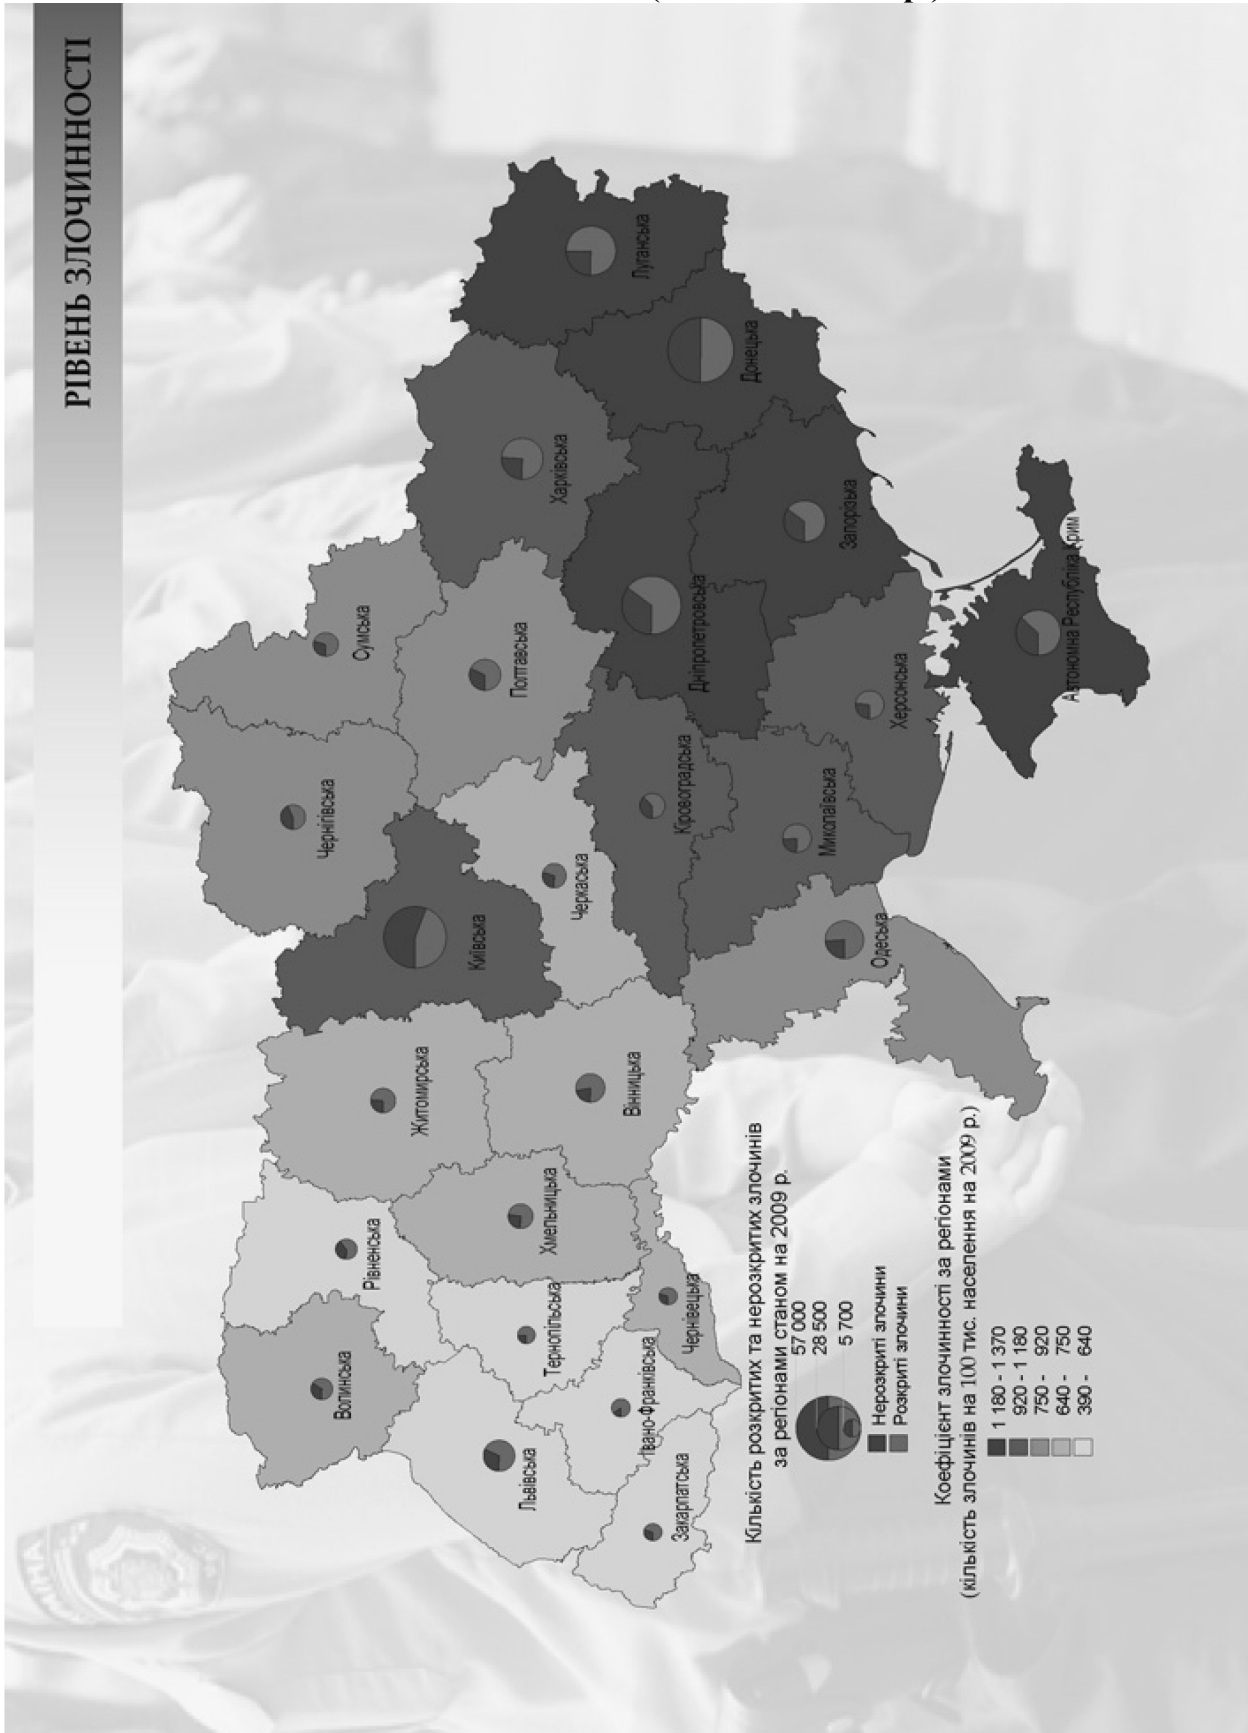 РІВЕНЬ ЗЛОЧИННОСТІ
Волинська
Рівненська
Житомирська
Київська
Чернігівська
Сумська
Львівська
Тернопільська
Хмельницька
Вінницька
Черкаська
Полтавська
Харківська
Луганська
Закарпатська
Івано-Франківська
Чернівецька
Кіровоградська
Дніпропетровська
Донецька
Одеська
Миколаївська
Херсонська
Запорізька
Автономна Республіка Крим
Кількість розкритих та нерозкритих злочинів
за регіонами станом на 2009 р.
57 000
28 500
5 700
Нерозкриті злочини
Розкриті злочини
Коефіцієнт злочинності за регіонами
(кількість злочинів на 100 тис. населення на 2009 р.)
1 180 - 1 370
920 - 1 180
750 - 920
640 - 750
390 - 640